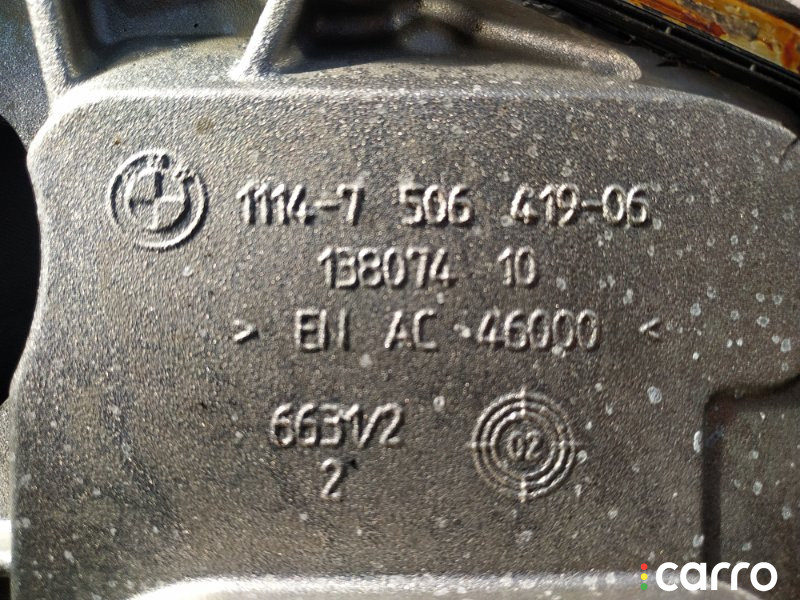 1114-7 506 419-06
138074 10
> EN AC-46000 <
6631/2
2
02
carro